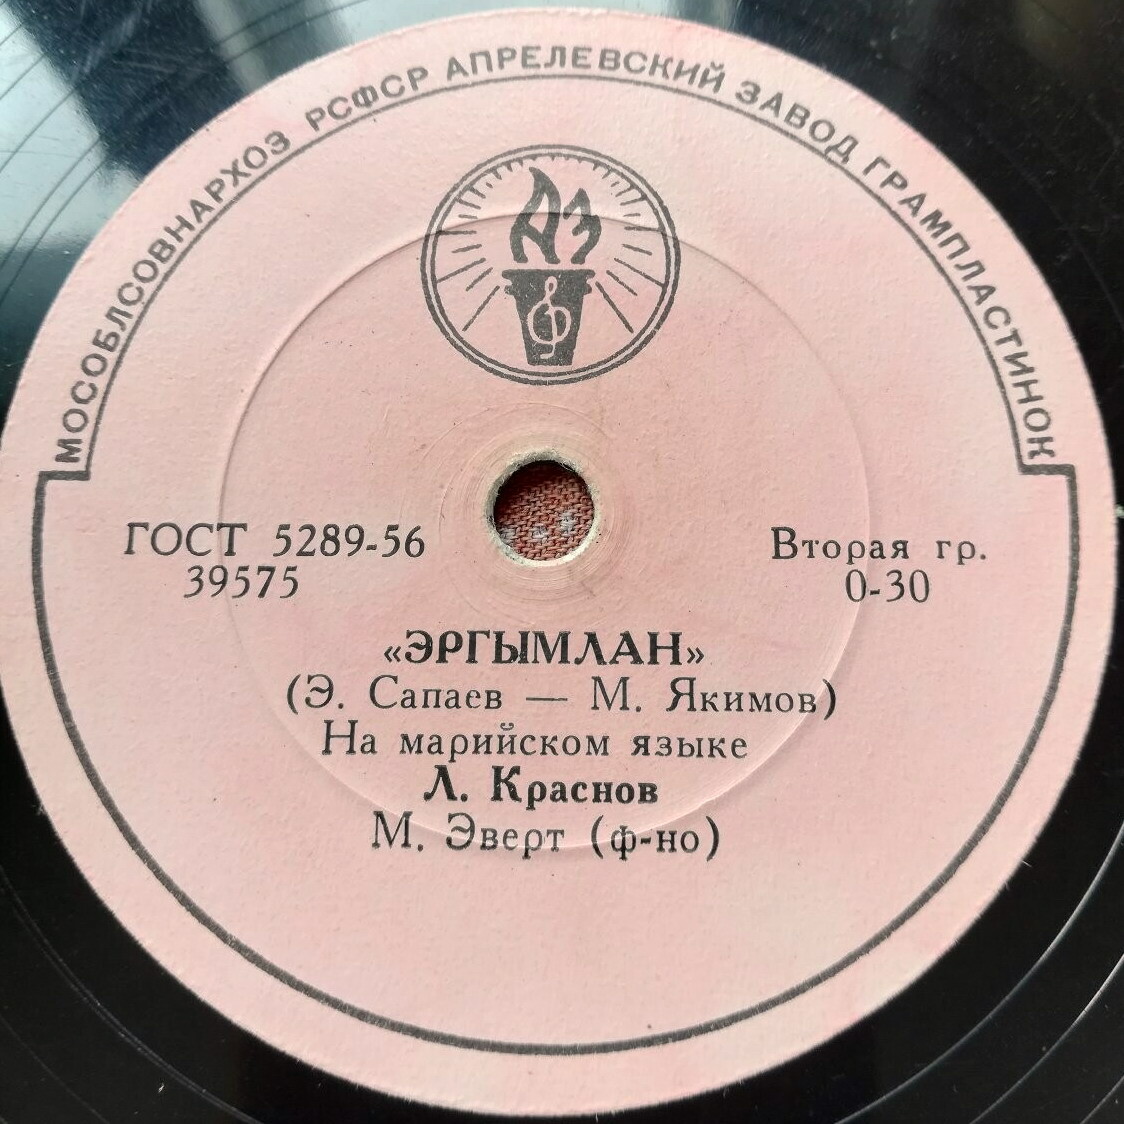 МОСОБЛСОВНАРХОЗ РСФСР АПРЕЛЕВСКИЙ ЗАВОД ГРАМПЛАСТИНОК
АЗ
ГОСТ 5289-56
39575
Вторая гр.
0-30
«ЭРГЫМЛАН»
(Э. Сапаев — М. Якимов)
На марийском языке
Л. Краснов
М. Эверт (ф-но)